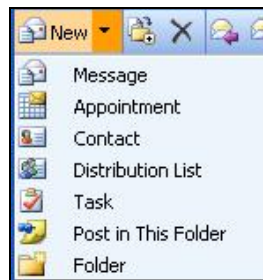 New
Message
Appointment
Contact
Distribution List
Task
Post in This Folder
Folder